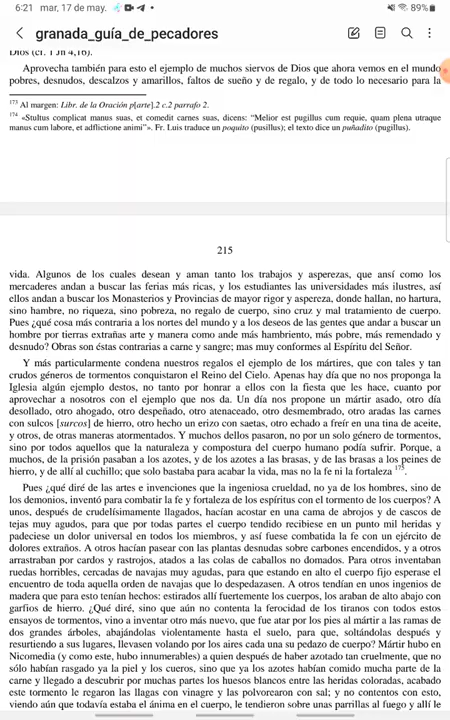 6:21 mar, 17 de may.
89%
granada_guía_de_pecadores
Dios (cf. 1 Jn 4,16).
Aprovecha también para esto el ejemplo de muchos siervos de Dios que ahora vemos en el mundo
pobres, desnudos, descalzos y amarillos, faltos de sueño y de regalo, y de todo lo necesario para la
173 Al margen: Libr. de la Oración p[arte].2 c.2 parrafo 2.
174 «Stultus complicat manus suas, et comedit carnes suas, dicens: “Melior est pugillus cum requie, quam plena utraque
manus cum labore, et adflictione animi”». Fr. Luis traduce un poquito (pusillus); el texto dice un puñadito (pugillus).
215
vida. Algunos de los cuales desean y aman tanto los trabajos y asperezas, que ansí como los
mercaderes andan a buscar las ferias más ricas, y los estudiantes las universidades más ilustres, así
ellos andan a buscar los Monasterios y Provincias de mayor rigor y aspereza, donde hallan, no hartura,
sino hambre, no riqueza, sino pobreza, no regalo de cuerpo, sino cruz y mal tratamiento de cuerpo.
Pues ¿qué cosa más contraria a los nortes del mundo y a los deseos de las gentes que andar a buscar un
hombre por tierras extrañas arte y manera como ande más hambriento, más pobre, más remendado y
desnudo? Obras son éstas contrarias a carne y sangre; mas muy conformes al Espíritu del Señor.
Y más particularmente condena nuestros regalos el ejemplo de los mártires, que con tales y tan
crudos géneros de tormentos conquistaron el Reino del Cielo. Apenas hay día que no nos proponga la
Iglesia algún ejemplo destos, no tanto por honrar a ellos con la fiesta que les hace, cuanto por
aprovechar a nosotros con el ejemplo que nos da. Un día nos propone un mártir asado, otro día
desollado, otro ahogado, otro despeñado, otro atenaceado, otro desmembrado, otro aradas las carnes
con sulcos [surcos] de hierro, otro hecho un erizo con saetas, otro echado a freír en una tina de aceite,
y otros, de otras maneras atormentados. Y muchos dellos pasaron, no por un solo género de tormentos,
sino por todos aquellos que la naturaleza y compostura del cuerpo humano podía sufrir. Porque, a
muchos, de la prisión pasaban a los azotes, y de los azotes a las brasas, y de las brasas a los peines de
hierro, y de allí al cuchillo; que solo bastaba para acabar la vida, mas no la fe ni la fortaleza 175.
Pues ¿qué diré de las artes e invenciones que la ingeniosa crueldad, no ya de los hombres, sino de
los demonios, inventó para combatir la fe y fortaleza de los espíritus con el tormento de los cuerpos? A
unos, después de crudelísimamente llagados, hacían acostar en una cama de abrojos y de cascos de
tejas muy agudos, para que por todas partes el cuerpo tendido recibiese en un punto mil heridas y
padeciese un dolor universal en todos los miembros, y así fuese combatida la fe con un ejército de
dolores extraños. A otros hacían pasear con las plantas desnudas sobre carbones encendidos, y a otros
arrastraban por cardos y rastrojos, atados a las colas de caballos no domados. Para otros inventaban
ruedas horribles, cercadas de navajas muy agudas, para que estando en alto el cuerpo fijo esperase el
encuentro de toda aquella orden de navajas que lo despedazasen. A otros tendían en unos ingenios de
madera que para esto tenían hechos: estirados allí fuertemente los cuerpos, los araban de alto abajo con
garfios de hierro. ¿Qué diré, sino que aún no contenta la ferocidad de los tiranos con todos estos
ensayos de tormentos, vino a inventar otro más nuevo, que fue atar por los pies al mártir a las ramas de
dos grandes árboles, abajándolas violentamente hasta el suelo, para que, soltándolas después y
resurtiendo a sus lugares, llevasen volando por los aires cada una su pedazo de cuerpo? Mártir hubo en
Nicomedia (y como este, hubo innumerables) a quien después de haber azotado tan cruelmente, que no
sólo habían rasgado ya la piel y los cueros, sino que ya los azotes habían comido mucha parte de la
carne y llegado a descubrir por muchas partes los huesos blancos entre las heridas coloradas, acabado
este tormento le regaron las llagas con vinagre y las polvorearon con sal; y no contentos con esto,
viendo aún que todavía estaba el ánima en el cuerpo, le tendieron sobre unas parrillas al fuego y allí le